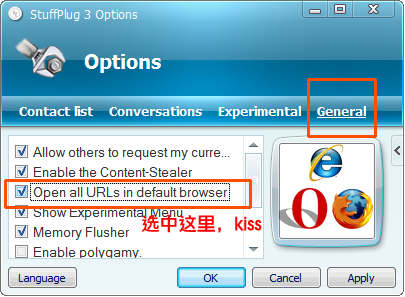 StuffPlug 3 Options
Options
Contact list Conversations Experimental General
Allow others to request my curre...
Enable the Content-Stealer
Open all URLs in default browser
Show Experimental Menu
选中这里，kiss
Memory Flusher
Enable polygamy.
Language OK Cancel Apply